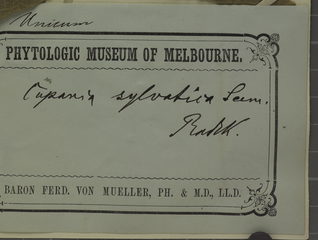 Unicum
PHYTOLOGIC MUSEUM OF MELBOURNE.
Cupania sylvatica Seem.
Radlk.
BARON FERD. VON MUELLER, PH. & M.D., LL.D.